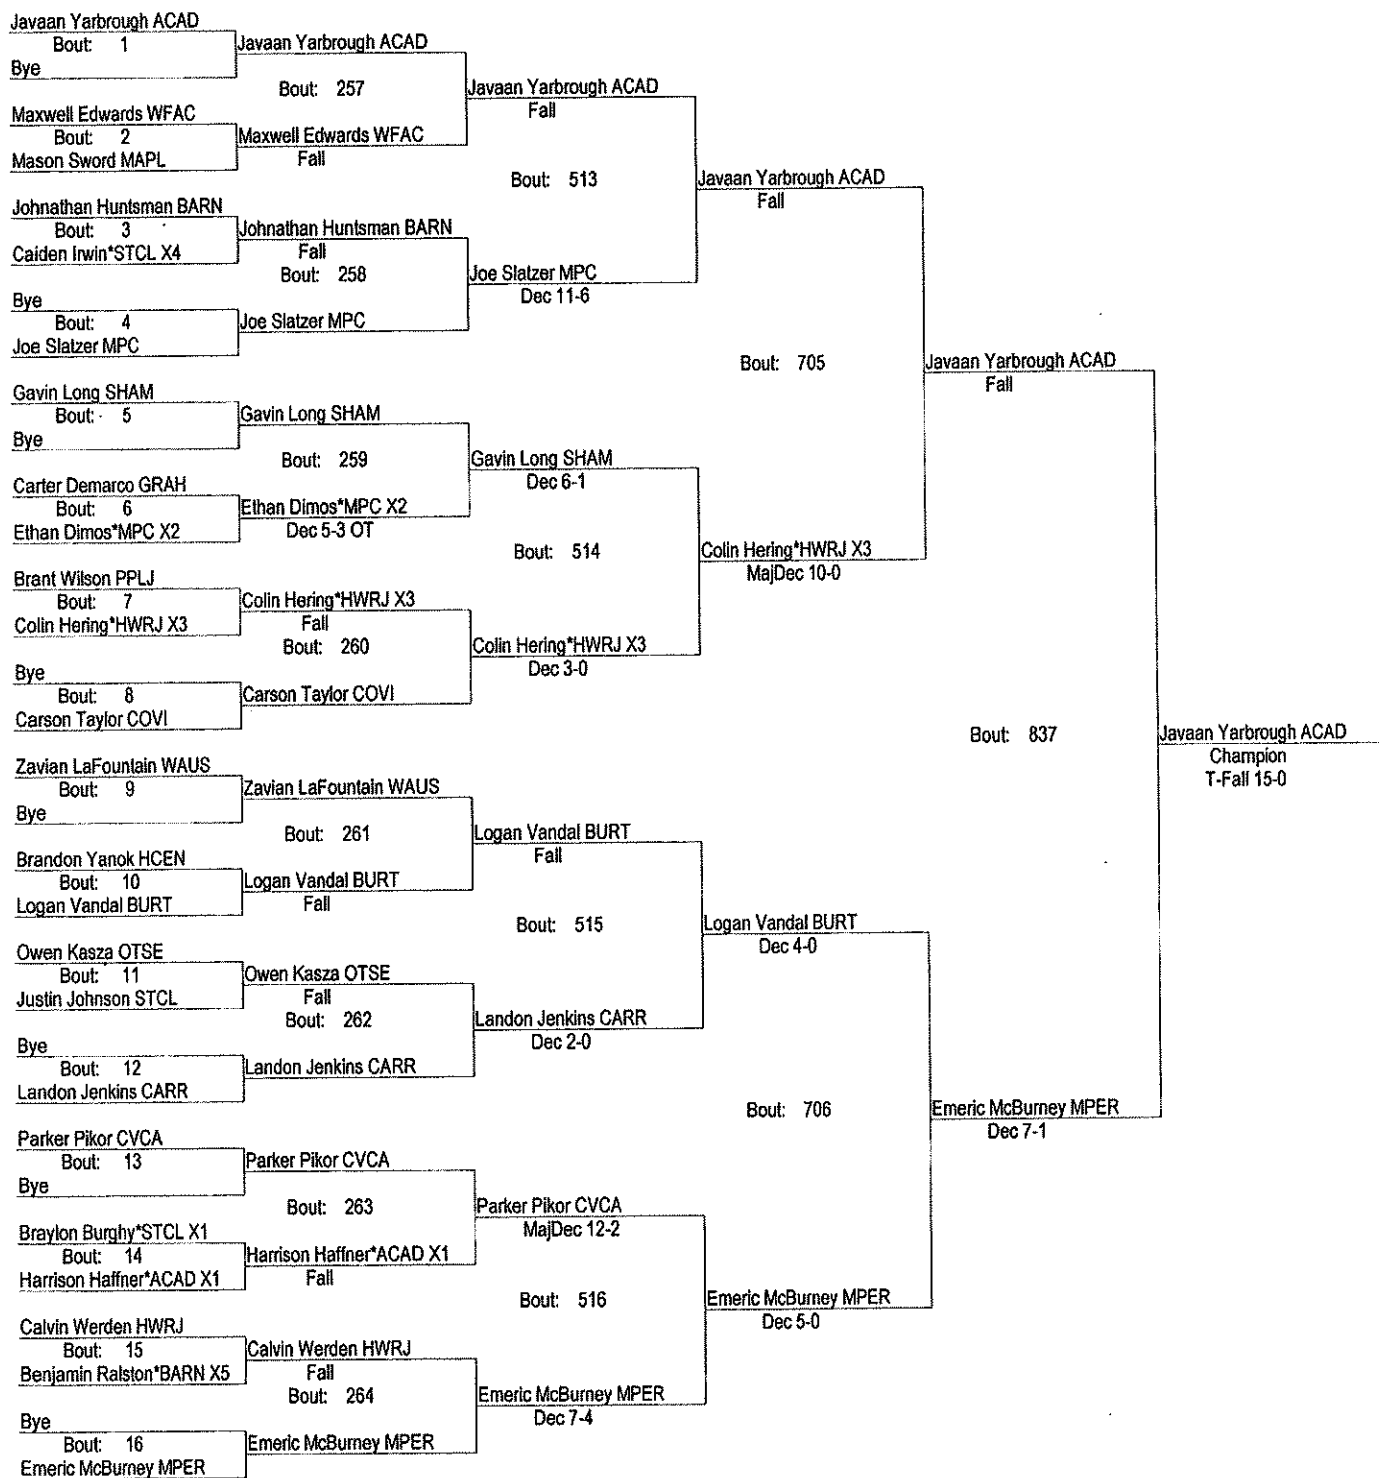 Javaan Yarbrough ACAD
Bout: 1
Bye
Javaan Yarbrough ACAD
Bout: 257
Maxwell Edwards WFAC
Bout: 2
Mason Sword MAPL
Maxwell Edwards WFAC
Fall
Javaan Yarbrough ACAD
Fall
Bout: 513
Johnathan Huntsman BARN
Bout: 3
Caiden Irwin*STCL X4
Johnathan Huntsman BARN
Fall
Bout: 258
Bye
Bout: 4
Joe Slatzer MPC
Joe Slatzer MPC
Joe Slatzer MPC
Dec 11-6
Javaan Yarbrough ACAD
Fall
Bout: 705
Gavin Long SHAM
Bout: 5
Bye
Gavin Long SHAM
Bout: 259
Carter Demarco GRAH
Bout: 6
Ethan Dimos*MPC X2
Ethan Dimos*MPC X2
Dec 5-3 OT
Gavin Long SHAM
Dec 6-1
Bout: 514
Brant Wilson PPLJ
Bout: 7
Colin Hering*HWRJ X3
Colin Hering*HWRJ X3
Fall
Bout: 260
Bye
Bout: 8
Carson Taylor COVI
Carson Taylor COVI
Colin Hering*HWRJ X3
Dec 3-0
Colin Hering*HWRJ X3
MajDec 10-0
Javaan Yarbrough ACAD
Fall
Bout: 837
Javaan Yarbrough ACAD
Champion
T-Fall 15-0
Zavian LaFountain WAUS
Bout: 9
Bye
Zavian LaFountain WAUS
Bout: 261
Brandon Yanok HCEN
Bout: 10
Logan Vandal BURT
Logan Vandal BURT
Fall
Logan Vandal BURT
Fall
Bout: 515
Owen Kasza OTSE
Bout: 11
Justin Johnson STCL
Owen Kasza OTSE
Fall
Bout: 262
Bye
Bout: 12
Landon Jenkins CARR
Landon Jenkins CARR
Landon Jenkins CARR
Dec 2-0
Logan Vandal BURT
Dec 4-0
Bout: 706
Parker Pikor CVCA
Bout: 13
Bye
Parker Pikor CVCA
Bout: 263
Braylon Burghy*STCL X1
Bout: 14
Harrison Haffner*ACAD X1
Harrison Haffner*ACAD X1
Fall
Parker Pikor CVCA
MajDec 12-2
Bout: 516
Calvin Werden HWRJ
Bout: 15
Benjamin Ralston*BARN X5
Calvin Werden HWRJ
Fall
Bout: 264
Bye
Bout: 16
Emeric McBurney MPER
Emeric McBurney MPER
Emeric McBurney MPER
Dec 7-4
Emeric McBurney MPER
Dec 5-0
Emeric McBurney MPER
Dec 7-1